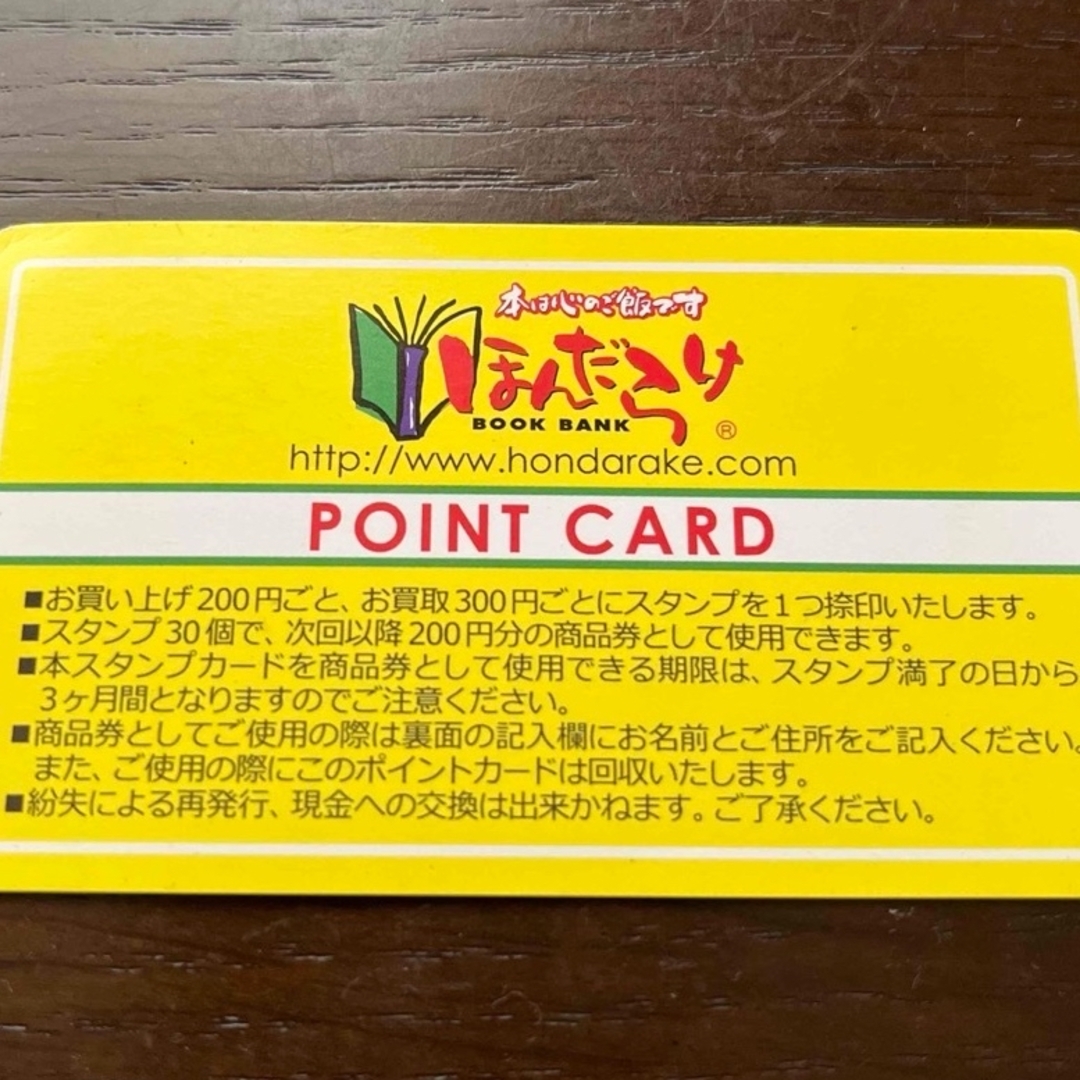 本は心のご飯です
ほんだらけ
BOOK BANK ®
http://www.hondarake.com
POINT CARD
■お買い上げ200円ごと、お買取300円ごとにスタンプを1つ捺印いたします。
■スタンプ30個で、次回以降200円分の商品券として使用できます。
■本スタンプカードを商品券として使用できる期限は、スタンプ満了の日から
3ヶ月間となりますのでご注意ください。
■商品券としてご使用の際は裏面の記入欄にお名前とご住所をご記入ください。
また、ご使用の際にこのポイントカードは回収いたします。
■紛失による再発行、現金への交換は出来かねます。ご了承ください。